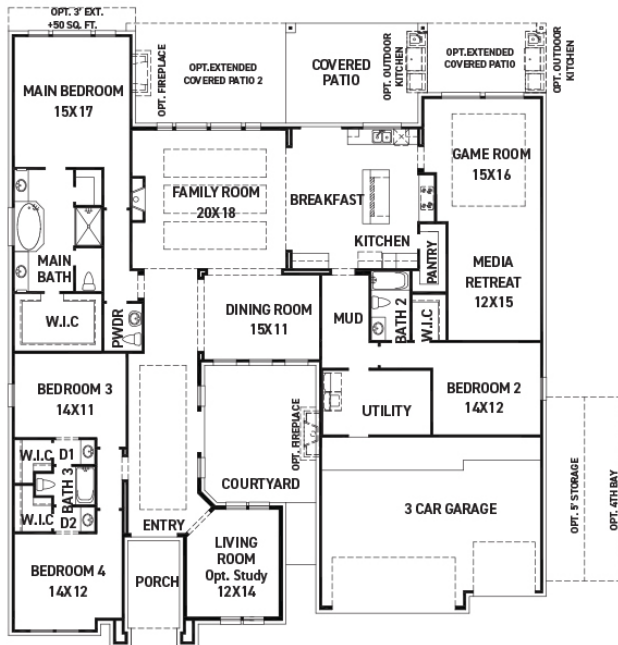 OPT. 3' EXT.
+50 SQ. FT.
MAIN BEDROOM
15X17
OPT. FIREPLACE
OPT.EXTENDED
COVERED PATIO 2
COVERED
PATIO
OPT. OUTDOOR
KITCHEN
OPT.EXTENDED
COVERED PATIO
OPT. OUTDOOR
KITCHEN
FAMILY ROOM
20X18
BREAKFAST
KITCHEN
PANTRY
GAME ROOM
15X16
MEDIA
RETREAT
12X15
MAIN
BATH
W.I.C
PWDR
DINING ROOM
15X11
MUD
BATH 2
W.I.C
BEDROOM 3
14X11
BEDROOM 2
14X12
UTILITY
W.I.C
D1
BATH 3
W.I.C
D2
OPT. FIREPLACE
COURTYARD
3 CAR GARAGE
OPT. 5' STORAGE
OPT. 4TH BAY
ENTRY
BEDROOM 4
14X12
PORCH
LIVING
ROOM
Opt. Study
12X14